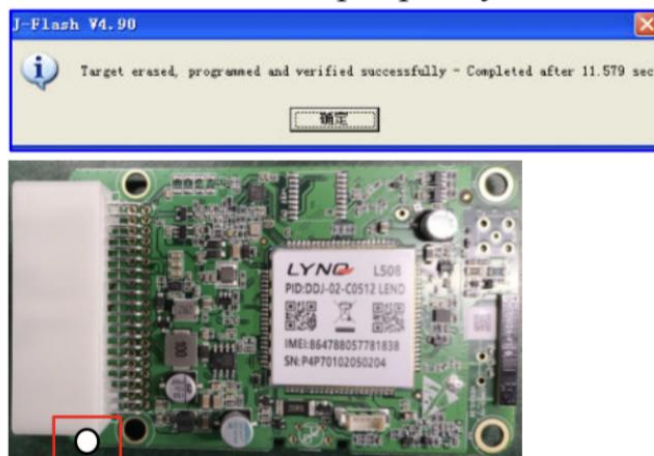 J-Flash V4.90
Target erased, programmed and verified successfully - Completed after 11.579 sec
确定
LYNQ L508
PID:DDJ-02-C0512 LEND
IMEI:864788057781838
SN:P4P70102050204